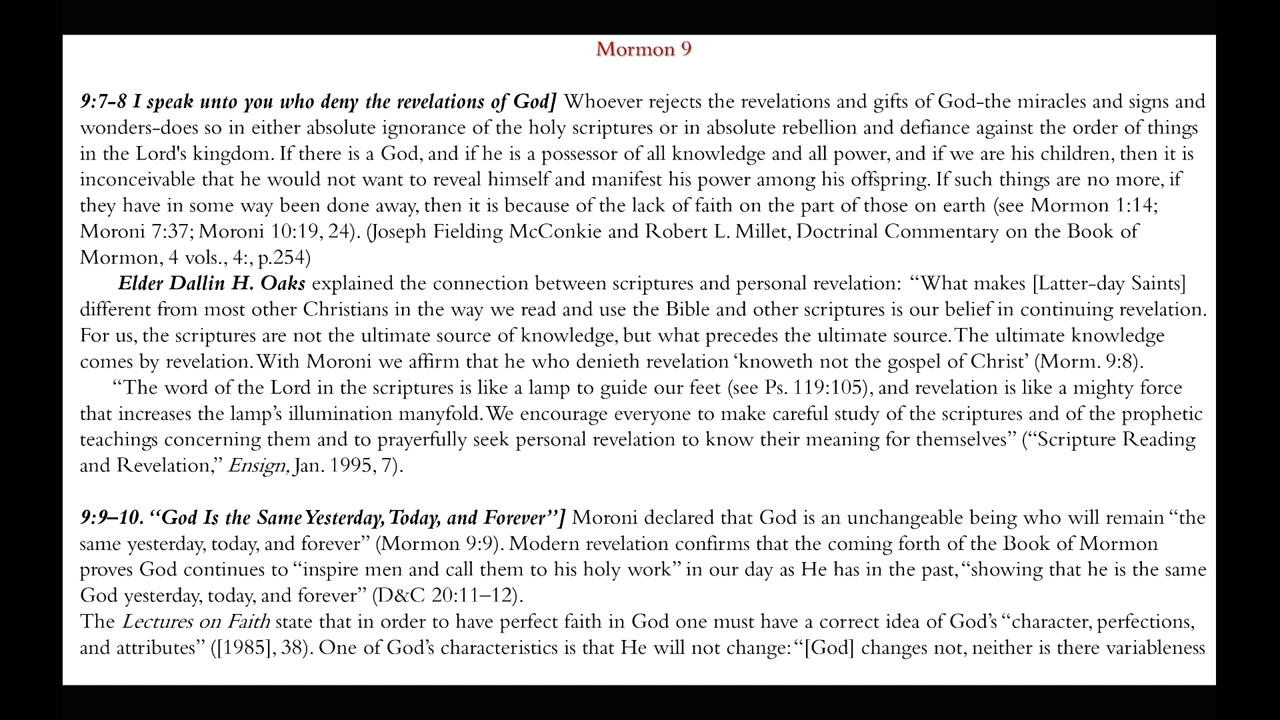 Mormon 9
9:7-8 I speak unto you who deny the revelations of God] Whoever rejects the revelations and gifts of God-the miracles and signs and
wonders-does so in either absolute ignorance of the holy scriptures or in absolute rebellion and defiance against the order of things
in the Lord's kingdom. If there is a God, and if he is a possessor of all knowledge and all power, and if we are his children, then it is
inconceivable that he would not want to reveal himself and manifest his power among his offspring. If such things are no more, if
they have in some way been done away, then it is because of the lack of faith on the part of those on earth (see Mormon 1:14;
Moroni 7:37; Moroni 10:19, 24). (Joseph Fielding McConkie and Robert L. Millet, Doctrinal Commentary on the Book of
Mormon, 4 vols., 4:, p.254)
Elder Dallin H. Oaks explained the connection between scriptures and personal revelation: “What makes [Latter-day Saints]
different from most other Christians in the way we read and use the Bible and other scriptures is our belief in continuing revelation.
For us, the scriptures are not the ultimate source of knowledge, but what precedes the ultimate source. The ultimate knowledge
comes by revelation. With Moroni we affirm that he who denieth revelation ‘knoweth not the gospel of Christ’ (Morm. 9:8).
“The word of the Lord in the scriptures is like a lamp to guide our feet (see Ps. 119:105), and revelation is like a mighty force
that increases the lamp’s illumination manyfold. We encourage everyone to make careful study of the scriptures and of the prophetic
teachings concerning them and to prayerfully seek personal revelation to know their meaning for themselves” (“Scripture Reading
and Revelation,” Ensign, Jan. 1995, 7).
9:9–10. “God Is the Same Yesterday, Today, and Forever”] Moroni declared that God is an unchangeable being who will remain “the
same yesterday, today, and forever” (Mormon 9:9). Modern revelation confirms that the coming forth of the Book of Mormon
proves God continues to “inspire men and call them to his holy work” in our day as He has in the past, “showing that he is the same
God yesterday, today, and forever” (D&C 20:11–12).
The Lectures on Faith state that in order to have perfect faith in God one must have a correct idea of God’s “character, perfections,
and attributes” ([1985], 38). One of God’s characteristics is that He will not change: “[God] changes not, neither is there variableness